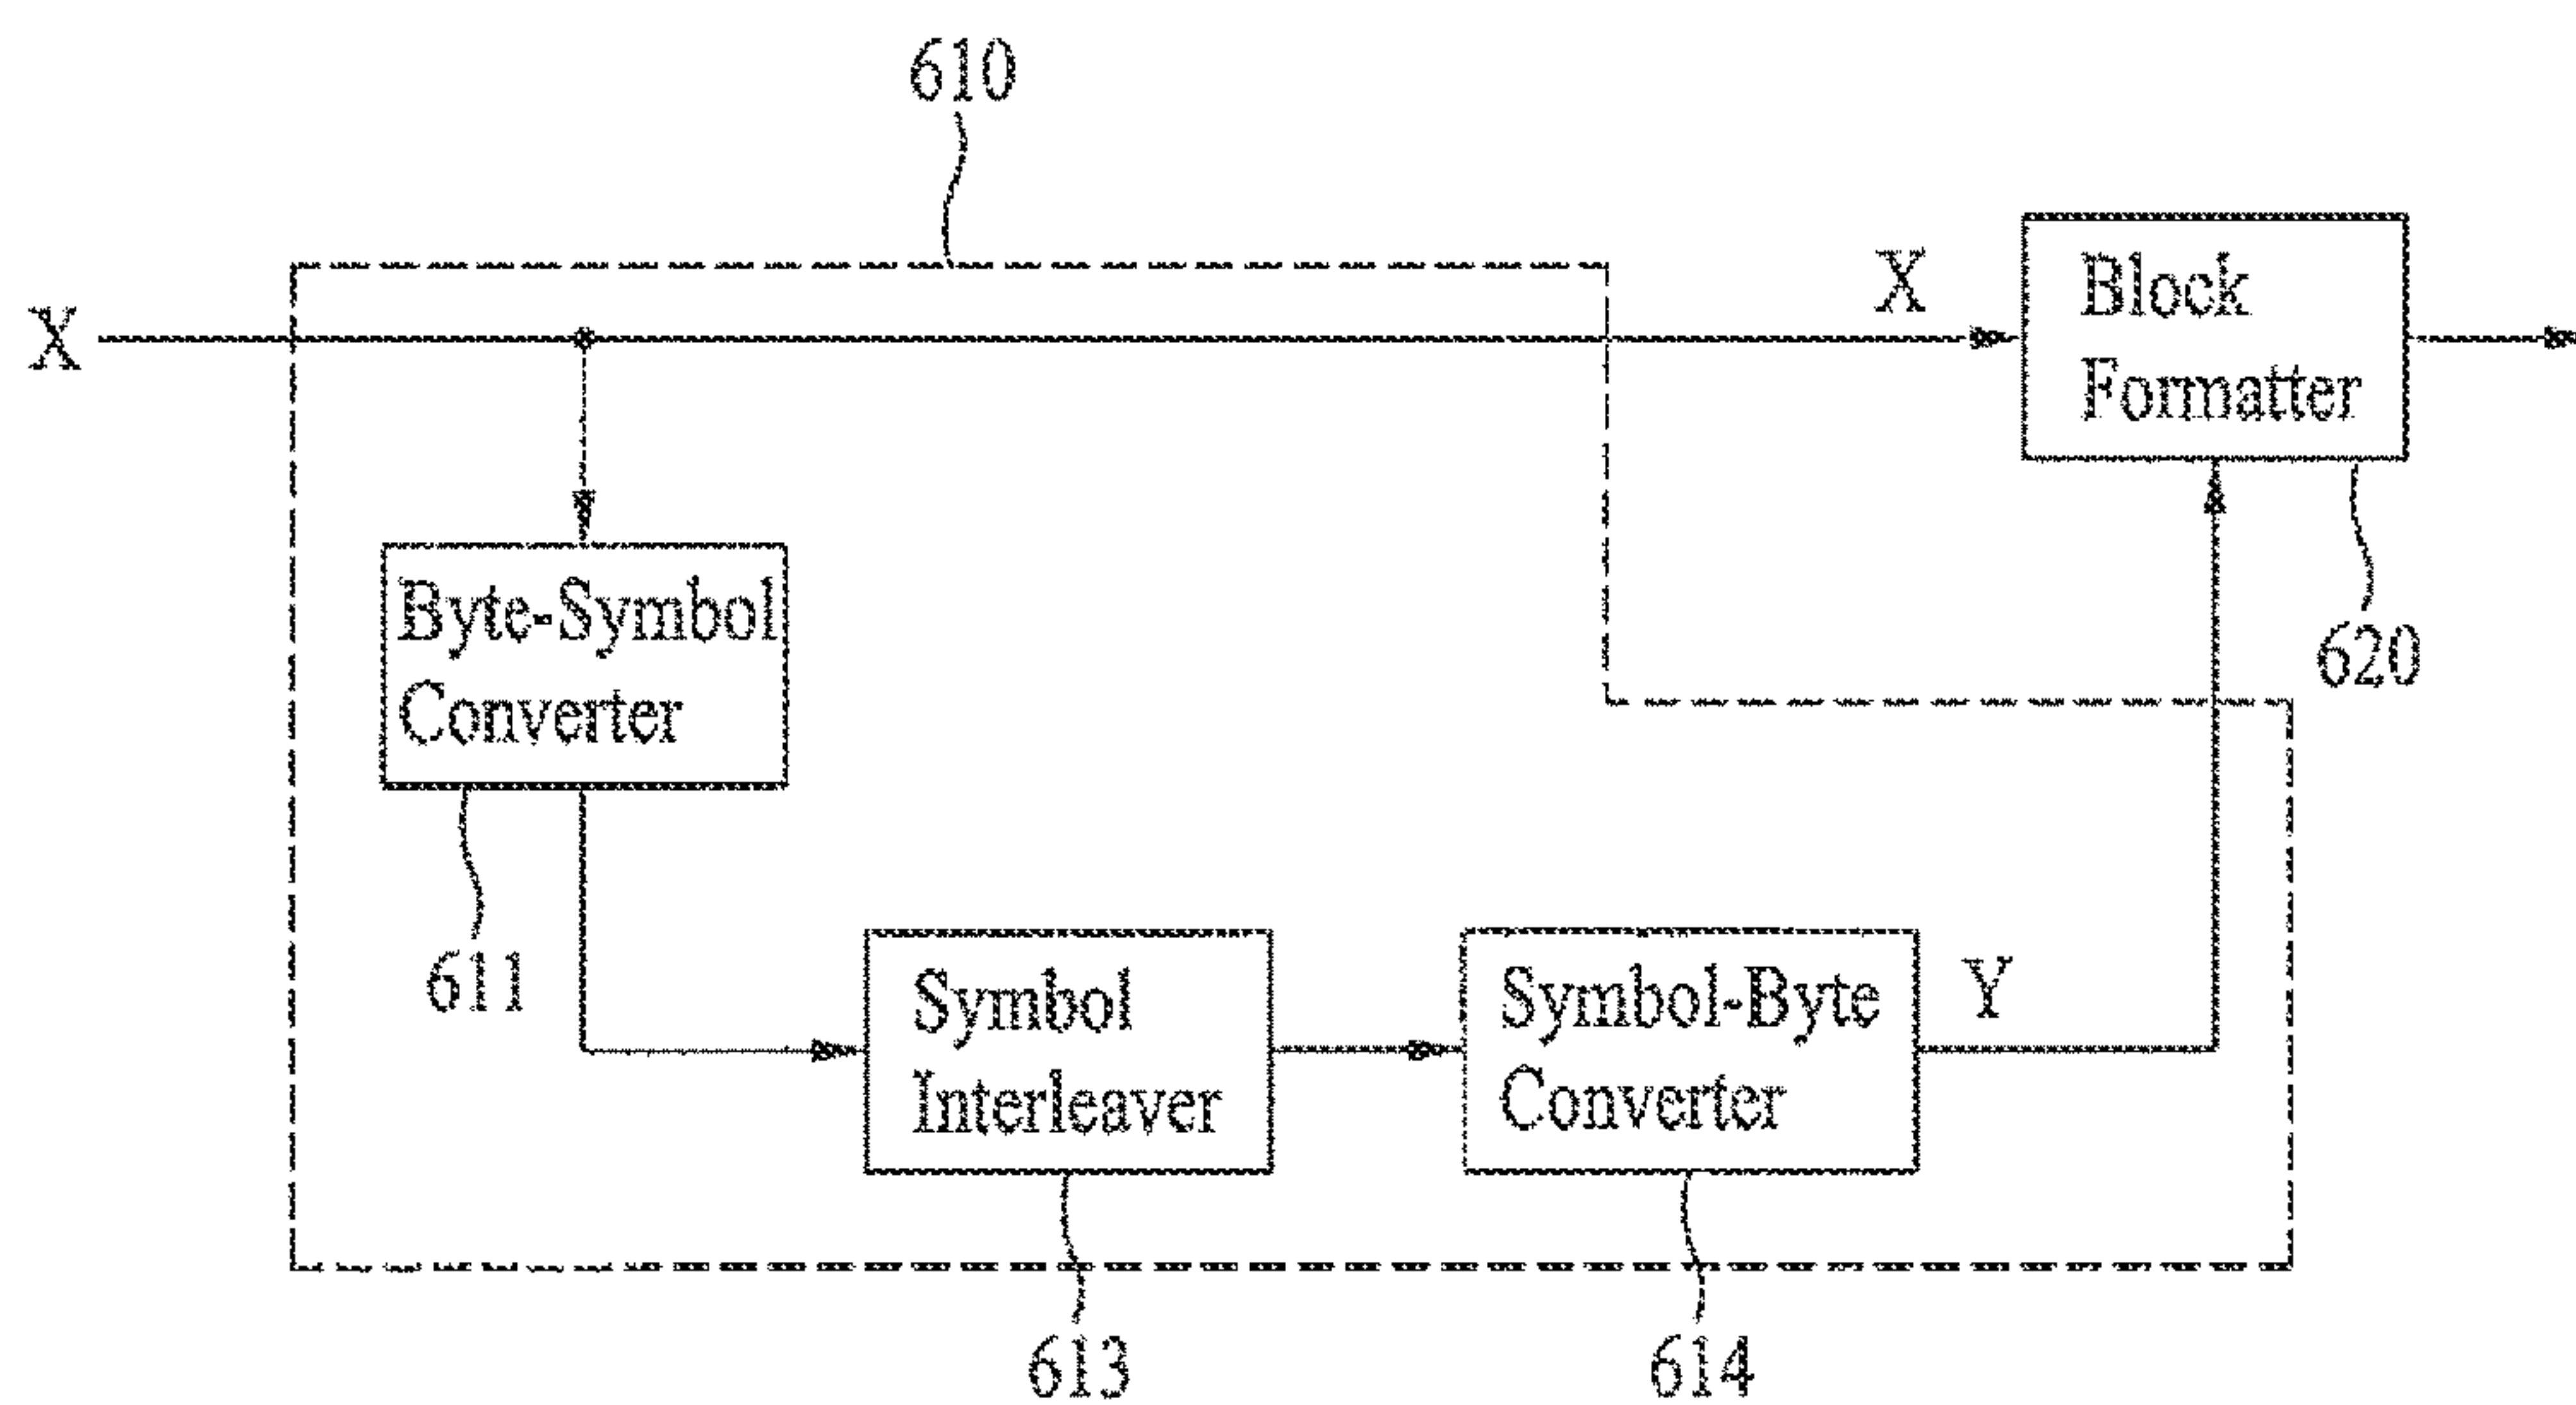 610
X
X
Block
Formatter
Byte-Symbol
Converter
620
611
Symbol
Interleaver
Symbol-Byte
Converter
Y
613
614